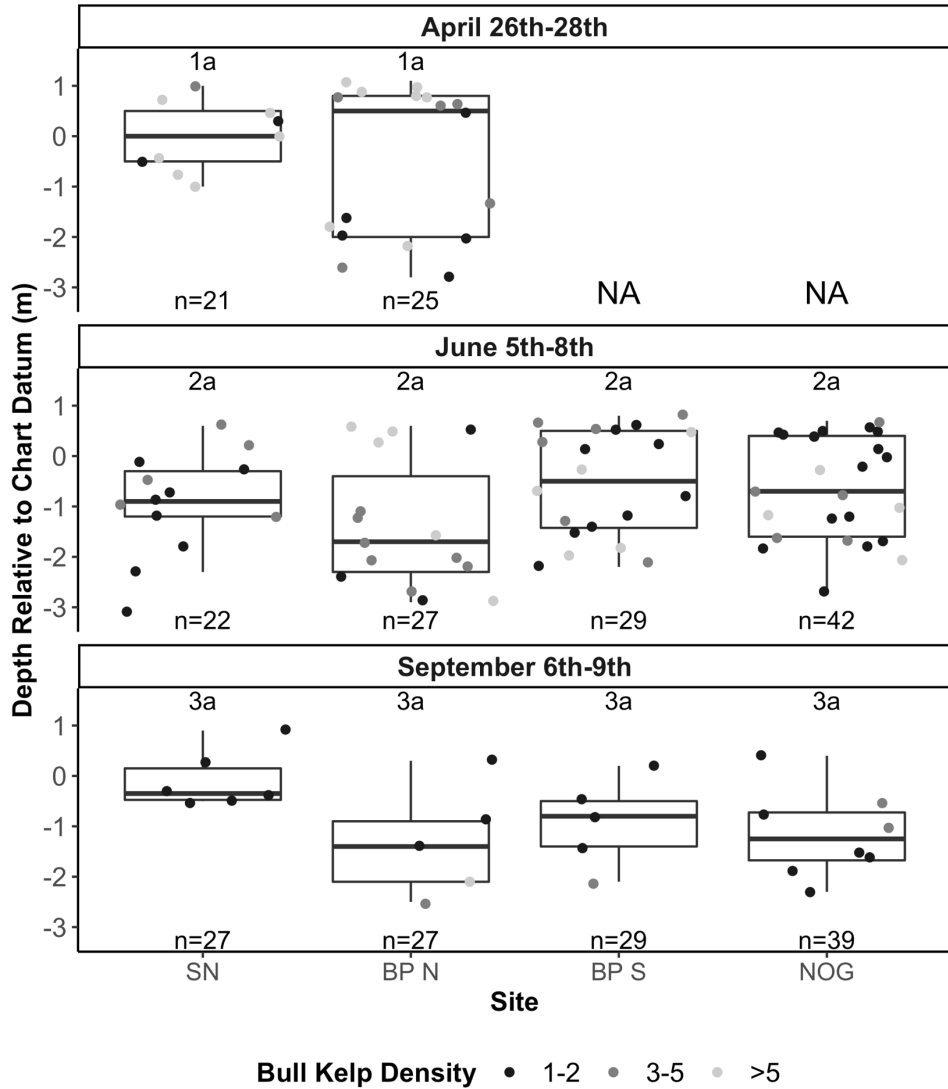 April 26th-28th
1a 1a
1
0
-1
-2
-3
n=21 n=25 NA NA
June 5th-8th
2a 2a 2a 2a
1
0
-1
-2
-3
n=22 n=27 n=29 n=42
September 6th-9th
3a 3a 3a 3a
1
0
-1
-2
-3
n=27 n=27 n=29 n=39
SN BP N BP S NOG
Site
Depth Relative to Chart Datum (m)
Bull Kelp Density 1-2 3-5 >5